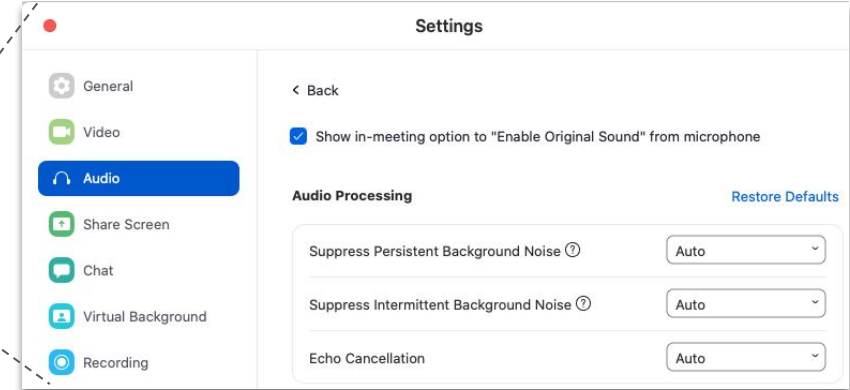 Settings
General
Video
Audio
Share Screen
Chat
Virtual Background
Recording
< Back
Show in-meeting option to "Enable Original Sound" from microphone
Audio Processing
Restore Defaults
Suppress Persistent Background Noise ?
Auto
Suppress Intermittent Background Noise ?
Auto
Echo Cancellation
Auto